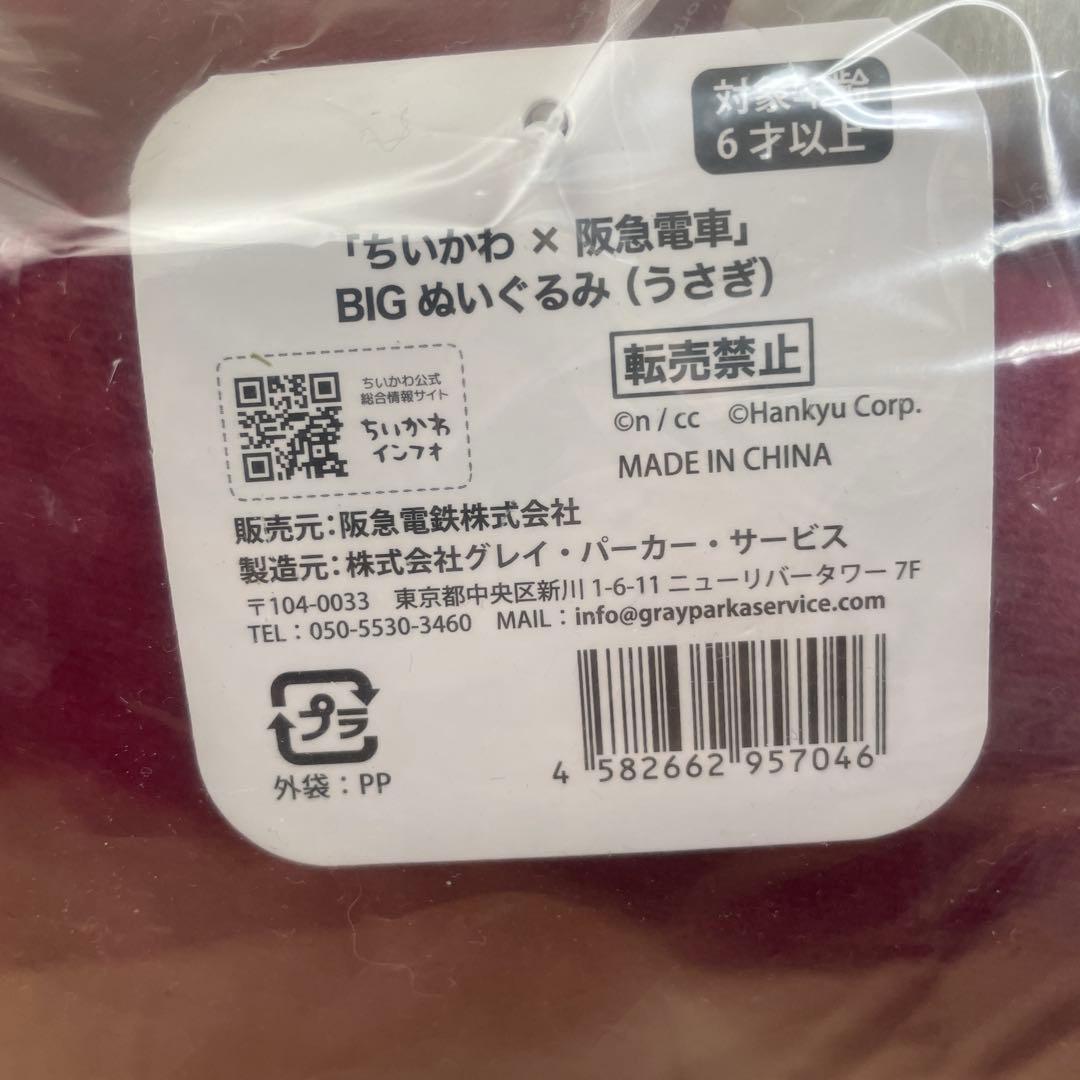 対象年齢
6才以上
「ちいかわ × 阪急電車」
BIG ぬいぐるみ（うさぎ）
転売禁止
©n / cc ©Hankyu Corp.
MADE IN CHINA
ちいかわ公式
総合情報サイト
ちいかわ
インフォ
販売元：阪急電鉄株式会社
製造元：株式会社グレイ・パーカー・サービス
〒104-0033 東京都中央区新川 1-6-11 ニューリバータワー 7F
TEL：050-5530-3460 MAIL：info@grayparkaservice.com
プラ
外袋：PP
4 582662 957046